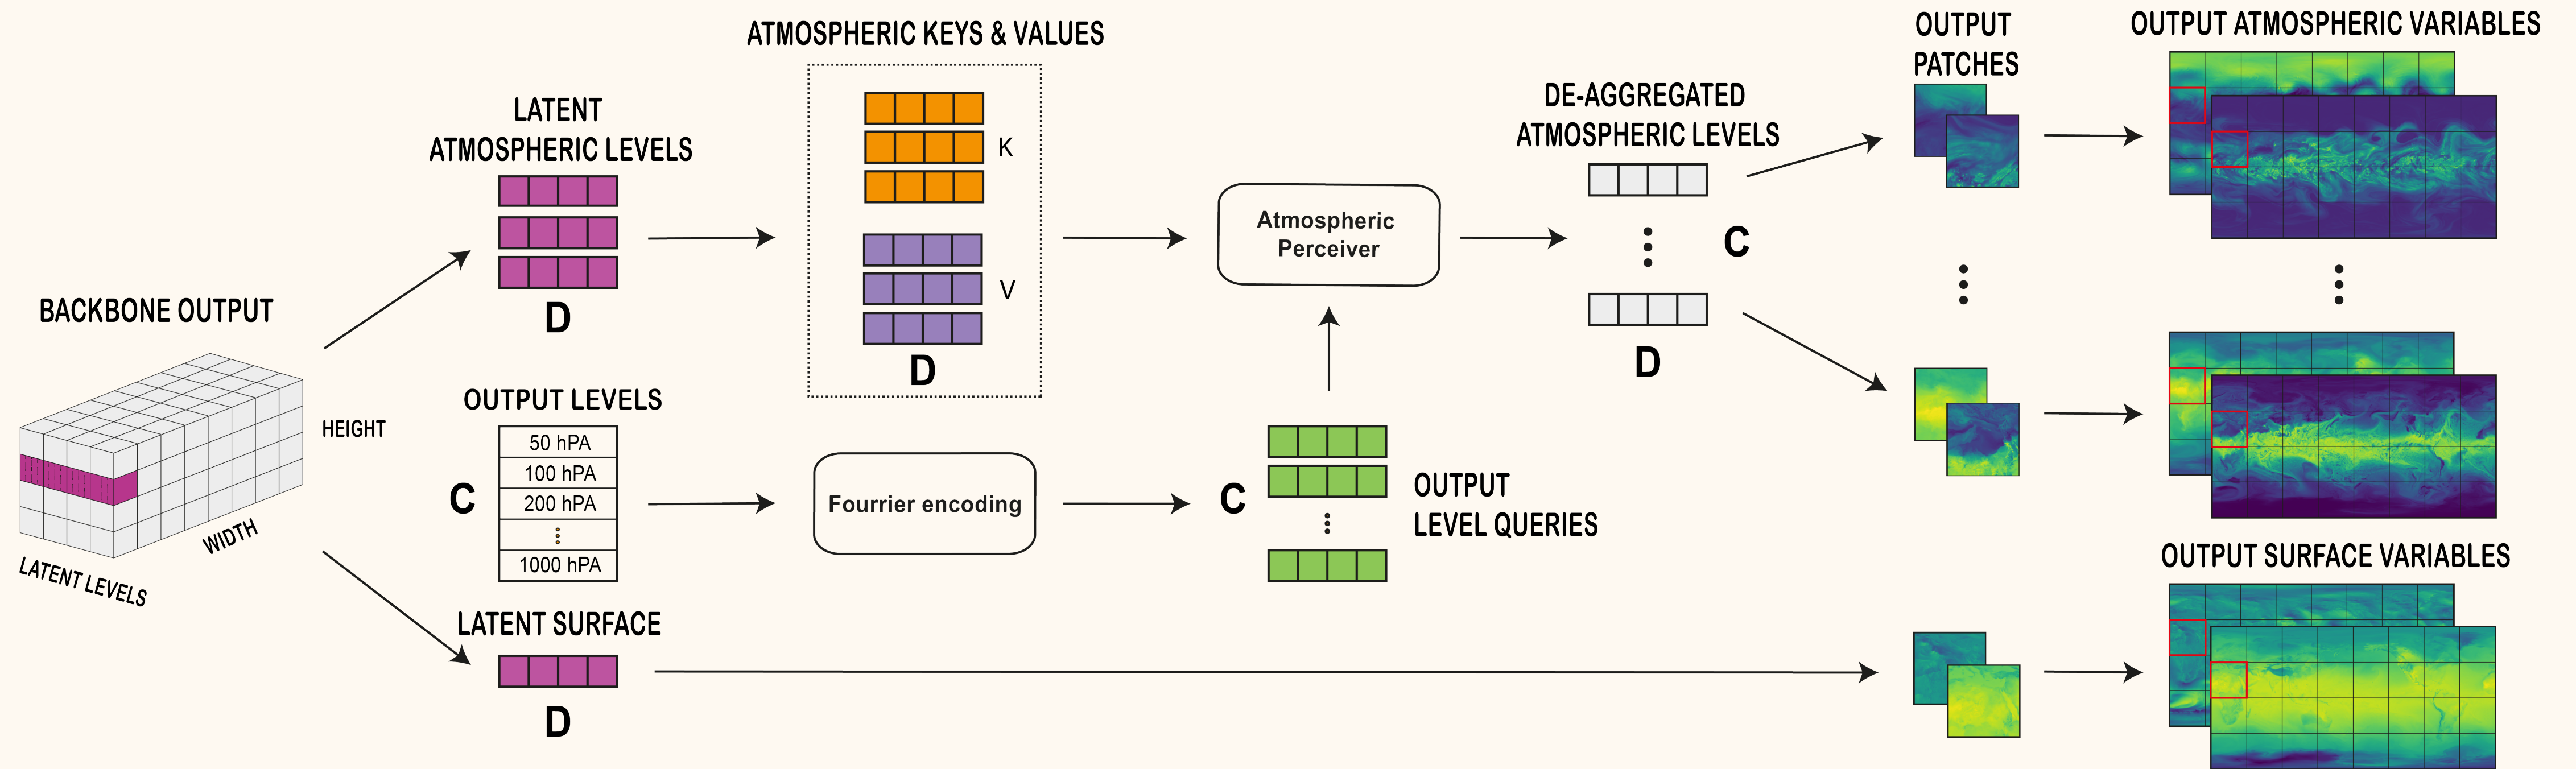 BACKBONE OUTPUT
HEIGHT
WIDTH
LATENT LEVELS
LATENT
ATMOSPHERIC LEVELS
D
OUTPUT LEVELS
C
50 hPA
100 hPA
200 hPA
1000 hPA
LATENT SURFACE
D
ATMOSPHERIC KEYS & VALUES
K
V
D
Fourrier encoding
Atmospheric
Perceiver
C
OUTPUT
LEVEL QUERIES
DE-AGGREGATED
ATMOSPHERIC LEVELS
C
D
OUTPUT
PATCHES
OUTPUT ATMOSPHERIC VARIABLES
OUTPUT SURFACE VARIABLES